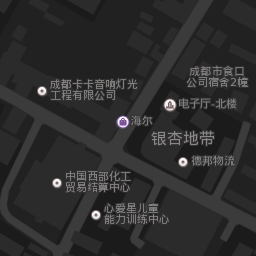 成都市食口
公司宿舍2幢
成都卡卡音响灯光
工程有限公司
电子厅-北楼
海尔
银杏地带
德邦物流
中国西部化工
贸易结算中心
心爱星儿童
能力训练中心